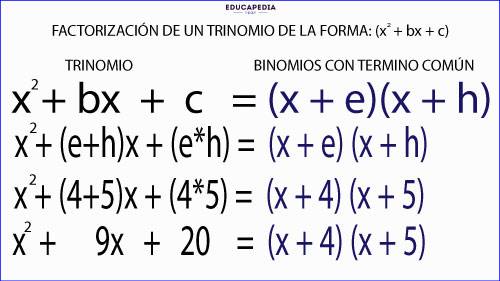 EDUCAPEDIA
FACTORIZACIÓN DE UN TRINOMIO DE LA FORMA: (x² + bx + c)
TRINOMIO BINOMIOS CON TERMINO COMÚN
x² + bx + c = (x + e)(x + h)
x² + (e+h)x + (e*h) = (x + e) (x + h)
x² + (4+5)x + (4*5) = (x + 4) (x + 5)
x² + 9x + 20 = (x + 4) (x + 5)